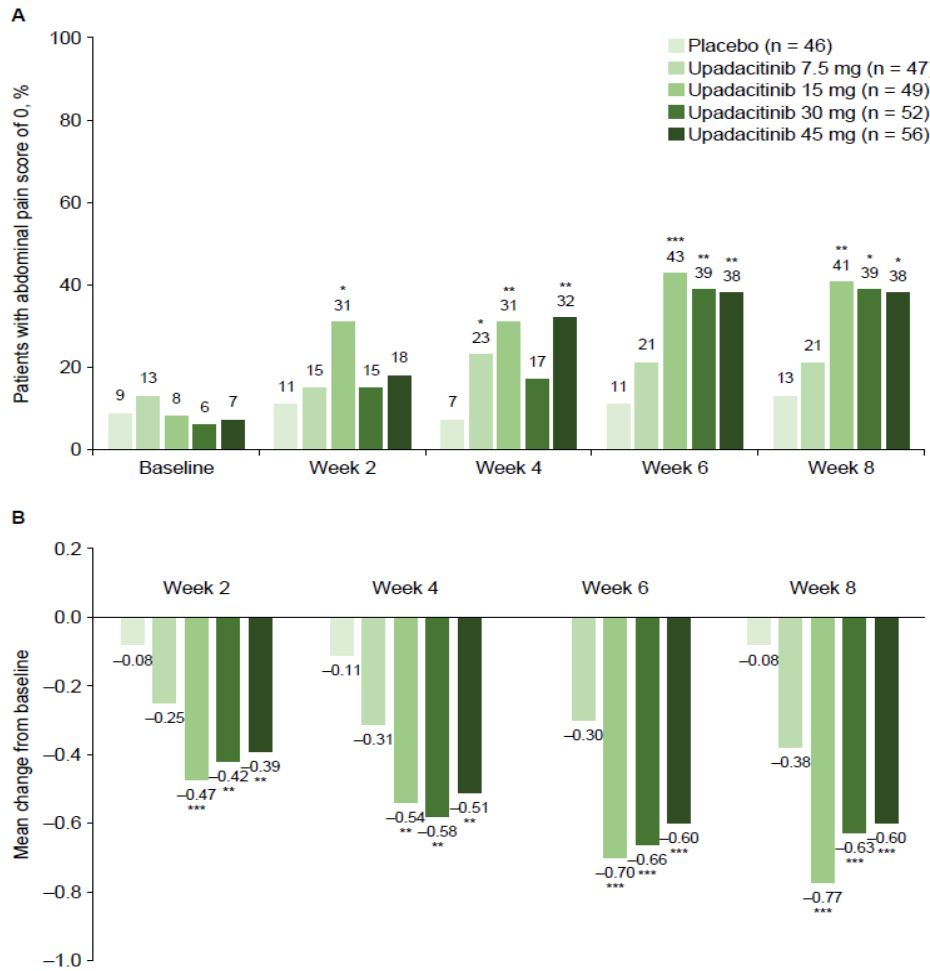 A
100
80
60
40
20
0
Patients with abdominal pain score of 0, %
Placebo (n = 46)
Upadacitinib 7.5 mg (n = 47)
Upadacitinib 15 mg (n = 49)
Upadacitinib 30 mg (n = 52)
Upadacitinib 45 mg (n = 56)
9 13 8 6 7
11 15 * 31 15 18
7 * 23 ** 31 17 ** 32
11 21 *** 43 ** 39 ** 38
13 21 ** 41 * 39 * 38
Baseline Week 2 Week 4 Week 6 Week 8
B
0.2
0.0
–0.2
–0.4
–0.6
–0.8
–1.0
Mean change from baseline
Week 2 Week 4 Week 6 Week 8
–0.08 –0.25 –0.47 *** –0.42 ** –0.39 **
–0.11 –0.31 –0.54 ** –0.58 ** –0.51 **
–0.30 –0.70 *** –0.66 *** –0.60 ***
–0.08 –0.38 –0.77 *** –0.63 *** –0.60 ***